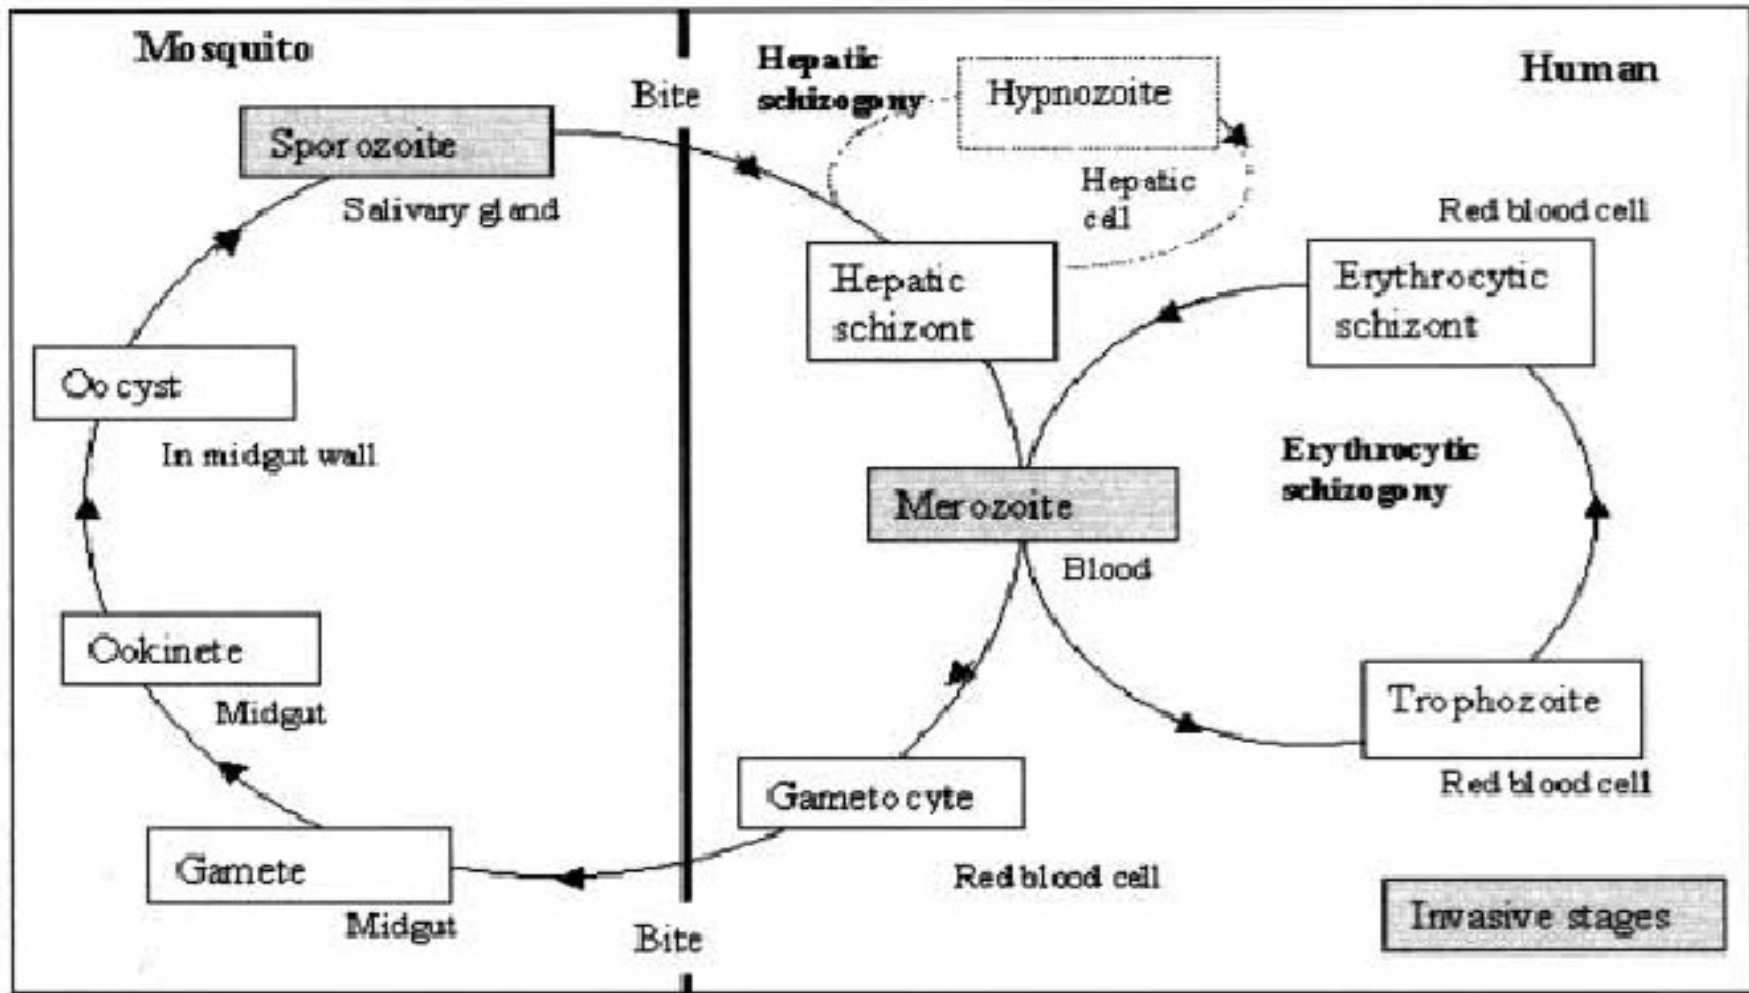 Mosquito
Human
Bite
Hepatic
schizogony
Hypnozoite
Hepatic
cell
Sporozoite
Salivary gland
Red blood cell
Hepatic
schizont
Erythrocytic
schizont
Oocyst
In midgut wall
Erythrocytic
schizogony
Merozoite
Blood
Ookinete
Midgut
Trophozoite
Red blood cell
Gametocyte
Red blood cell
Gamete
Midgut
Bite
Invasive stages